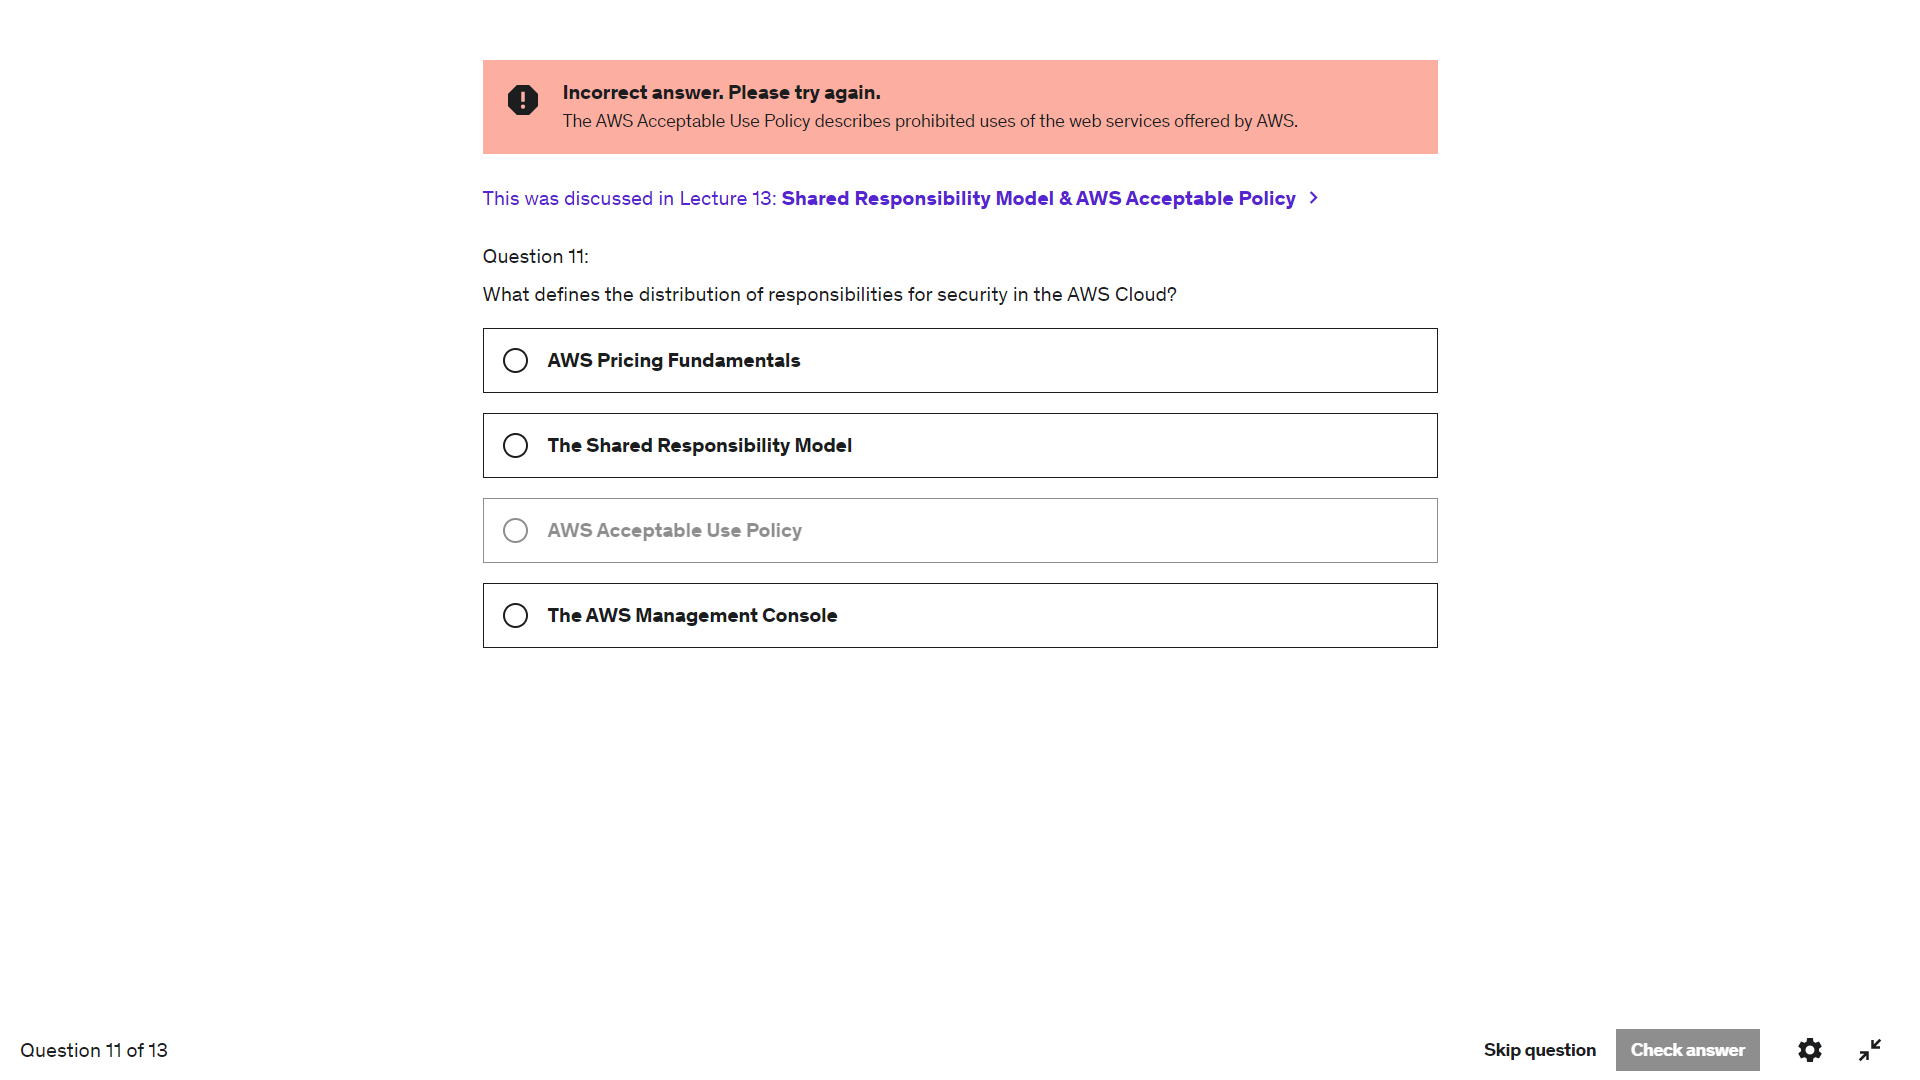 Incorrect answer. Please try again.
The AWS Acceptable Use Policy describes prohibited uses of the web services offered by AWS.
This was discussed in Lecture 13: Shared Responsibility Model & AWS Acceptable Policy
Question 11:
What defines the distribution of responsibilities for security in the AWS Cloud?
AWS Pricing Fundamentals
The Shared Responsibility Model
AWS Acceptable Use Policy
The AWS Management Console
Question 11 of 13
Skip question
Check answer